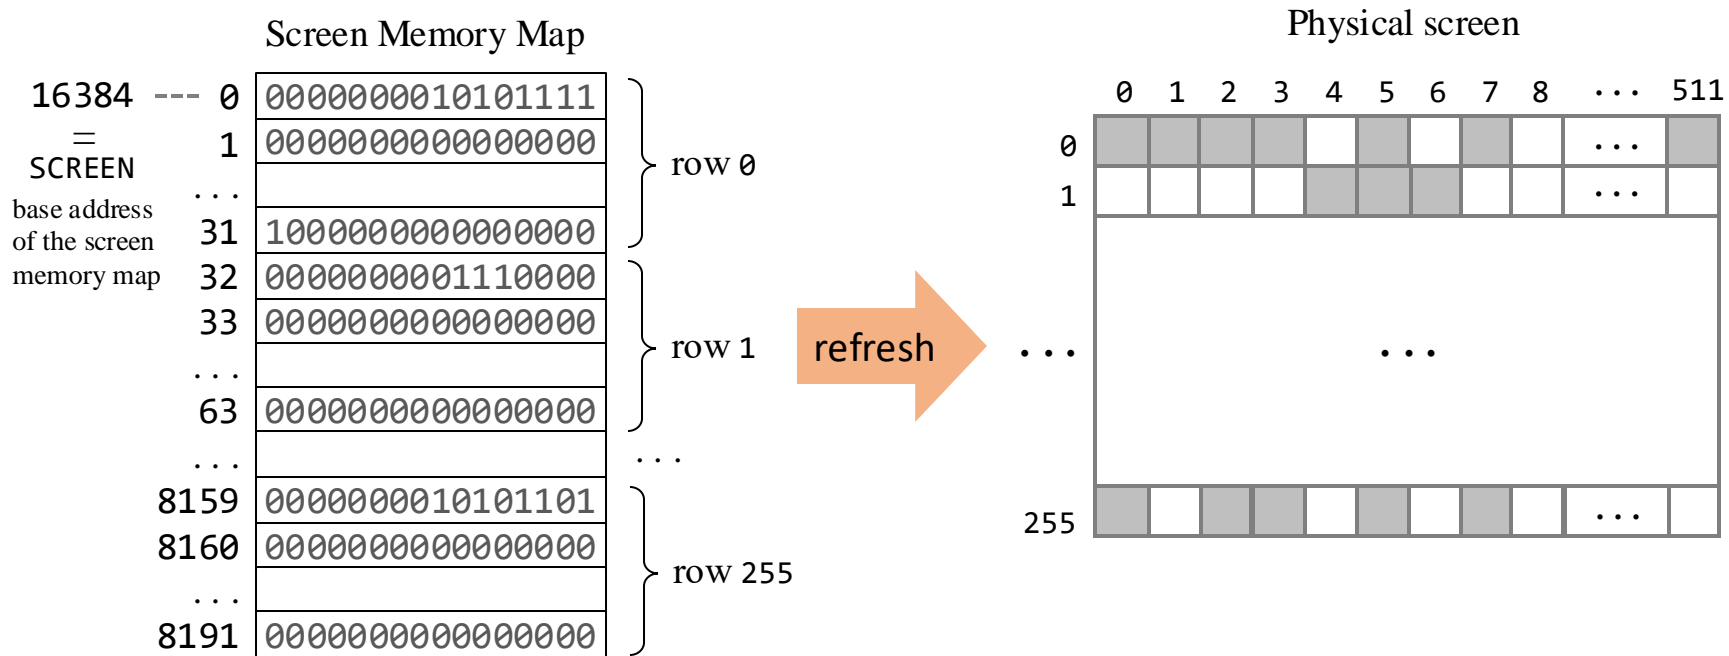 Screen Memory Map
16384 --- 0 0000000010101111
=
SCREEN
base address
of the screen
memory map
1 0000000000000000
...
31 1000000000000000
row 0
32 0000000001110000
33 0000000000000000
...
63 0000000000000000
row 1
...
...
8159 0000000010101101
8160 0000000000000000
...
8191 0000000000000000
row 255
refresh
Physical screen
0 1 2 3 4 5 6 7 8 ... 511
0 ...
1 ...
... ...
255 ...